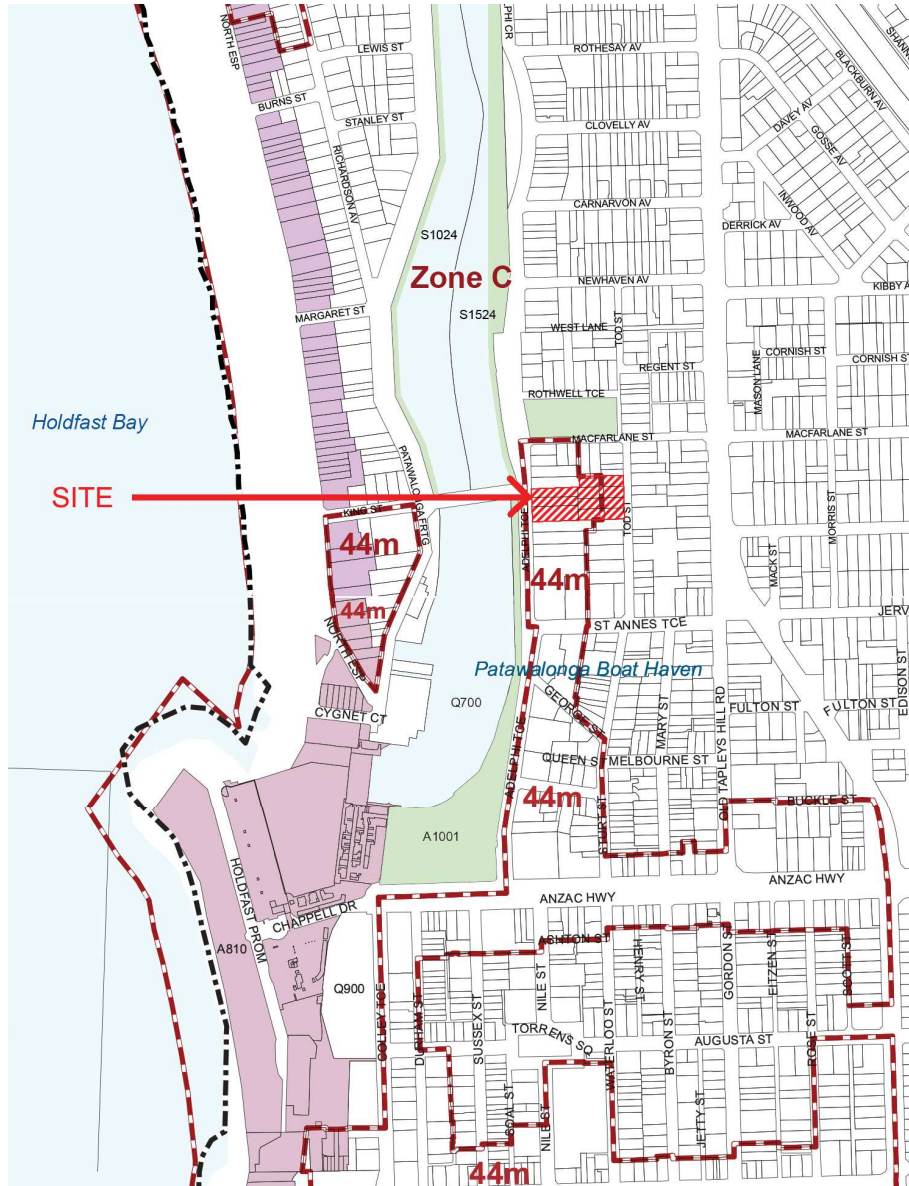 NORTH ESP
LEWIS ST
PHI CR
ROTHESAY AV
BLACKBURN AV
BURNS ST
STANLEY ST
CLOVELLY AV
DAVEY AV
GOSSE AV
RICHARDSON AV
INWOOD AV
CARNARVON AV
DERRICK AV
S1024
Zone C
NEWHAVEN AV
KIBBY A
MARGARET ST
S1524
WEST LANE
TOD ST
CORNISH ST
CORNISH ST
REGENT ST
MASON LANE
ROTHWELL TCE
Holdfast Bay
MACFARLANE ST
MACFARLANE ST
PATAWALONGA FRTG
SITE
KING ST
ADELPHI TCE
TOD ST
MORRIS ST
44m
44m
MACK ST
44m
ST ANNES TCE
JERV
NORTH ESP
Patawalonga Boat Haven
EDISON ST
Q700
GEORGE ST
MARY ST
OLD TAPLEYS HILL RD
FULTON ST
FULTON ST
CYGNET CT
ADELPHI TCE
QUEEN S
MELBOURNE ST
44m
BUCKLE ST
STURT ST
A1001
HOLDFAST PROM
ANZAC HWY
ANZAC HWY
CHAPPELL DR
A810
ASHTON ST
HENRY ST
GORDON ST
EITZEN ST
SCOTT ST
Q900
NILE ST
COLLEY TCE
DURHAM ST
SUSSEX ST
TORRENS SQ
WATERLOO ST
BYRON ST
AUGUSTA ST
ROSE ST
SOAL ST
NILE ST
JETTY ST
44m